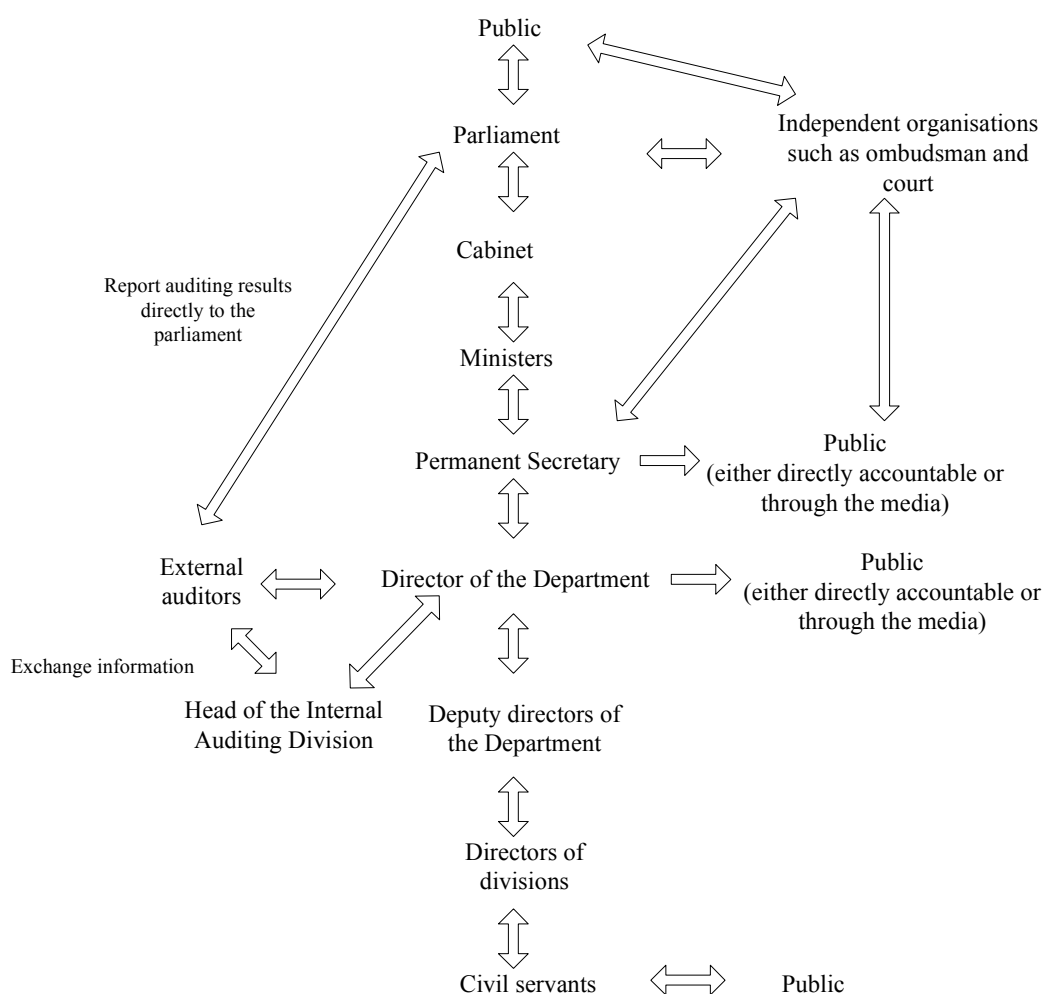 Public
Parliament
Independent organisations
such as ombudsman and
court
Cabinet
Report auditing results
directly to the
parliament
Ministers
Permanent Secretary
Public
(either directly accountable or
through the media)
External
auditors
Director of the Department
Public
(either directly accountable or
through the media)
Exchange information
Head of the Internal
Auditing Division
Deputy directors of
the Department
Directors of
divisions
Civil servants
Public